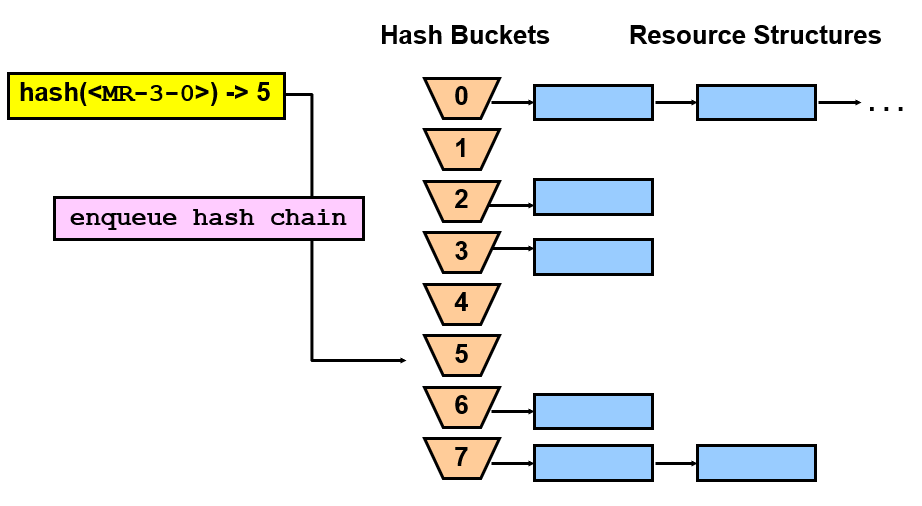 Hash Buckets
Resource Structures
hash(<MR-3-0>) -> 5
enqueue hash chain
0
...
1
2
3
4
5
6
7